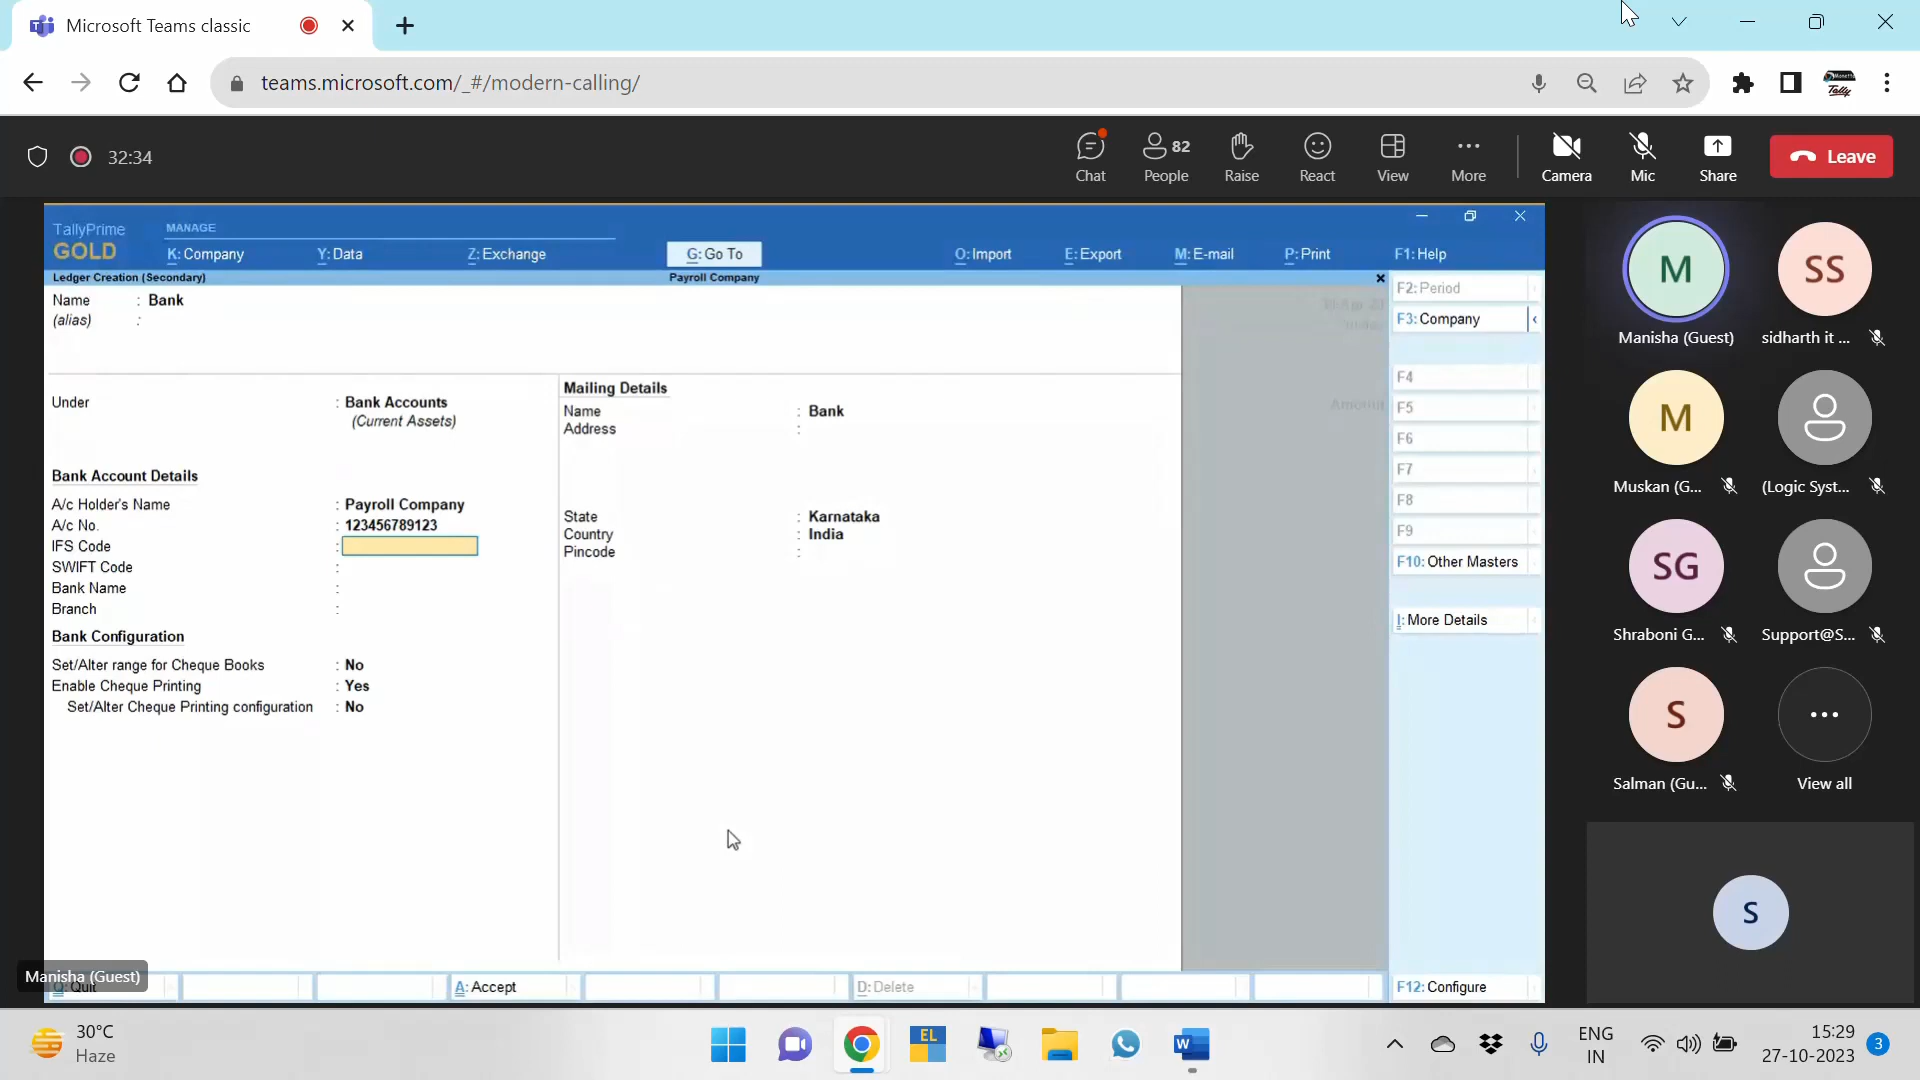 Microsoft Teams classic
teams.microsoft.com/_#/modern-calling/
Tally
32:34
Chat
82
People
Raise
React
View
More
Camera
Mic
Share
Leave
TallyPrime
GOLD
MANAGE
K: Company
Y: Data
Z: Exchange
G: Go To
O: Import
E: Export
M: E-mail
P: Print
F1: Help
Ledger Creation (Secondary)
Payroll Company
Name : Bank
(alias) :
Under : Bank Accounts
(Current Assets)
Bank Account Details
A/c Holder's Name : Payroll Company
A/c No. : 123456789123
IFS Code :
SWIFT Code :
Bank Name :
Branch :
Bank Configuration
Set/Alter range for Cheque Books : No
Enable Cheque Printing : Yes
Set/Alter Cheque Printing configuration : No
Mailing Details
Name : Bank
Address :
State : Karnataka
Country : India
Pincode :
Amount
F2: Period
F3: Company
F4
F5
F6
F7
F8
F9
F10: Other Masters
I: More Details
F12: Configure
Q: Quit
A: Accept
D: Delete
Manisha (Guest)
M
Manisha (Guest)
SS
sidharth it ...
M
Muskan (G...
(Logic Syst...
SG
Shraboni G...
Support@S...
S
Salman (Gu...
View all
S
30°C
Haze
EL
W
ENG
IN
15:29
27-10-2023
3